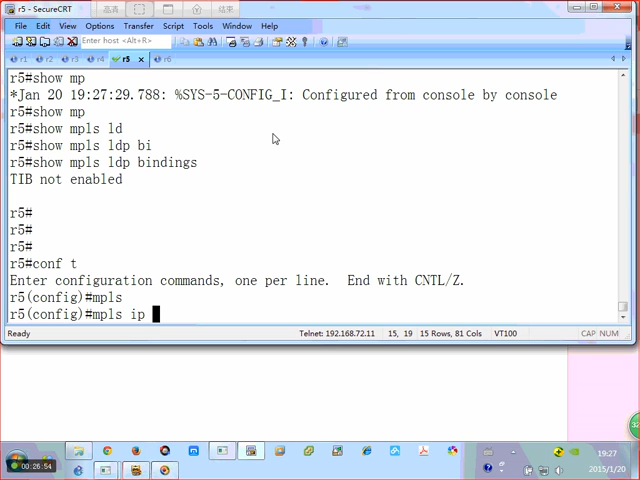 r5 - SecureCRT
高清
结束
File Edit View Options Transfer Script Tools Window Help
Enter host <Alt+R>
r1 r2 r3 r4 r5 r6
r5#show mp
*Jan 20 19:27:29.788: %SYS-5-CONFIG_I: Configured from console by console
r5#show mp
r5#show mpls ld
r5#show mpls ldp bi
r5#show mpls ldp bindings
TIB not enabled
r5#
r5#
r5#
r5#conf t
Enter configuration commands, one per line. End with CNTL/Z.
r5(config)#mpls
r5(config)#mpls ip
Ready Telnet: 192.168.72.11 15, 19 15 Rows, 81 Cols VT100 CAP NUM
32
00:26:54
19:27
2015/1/20